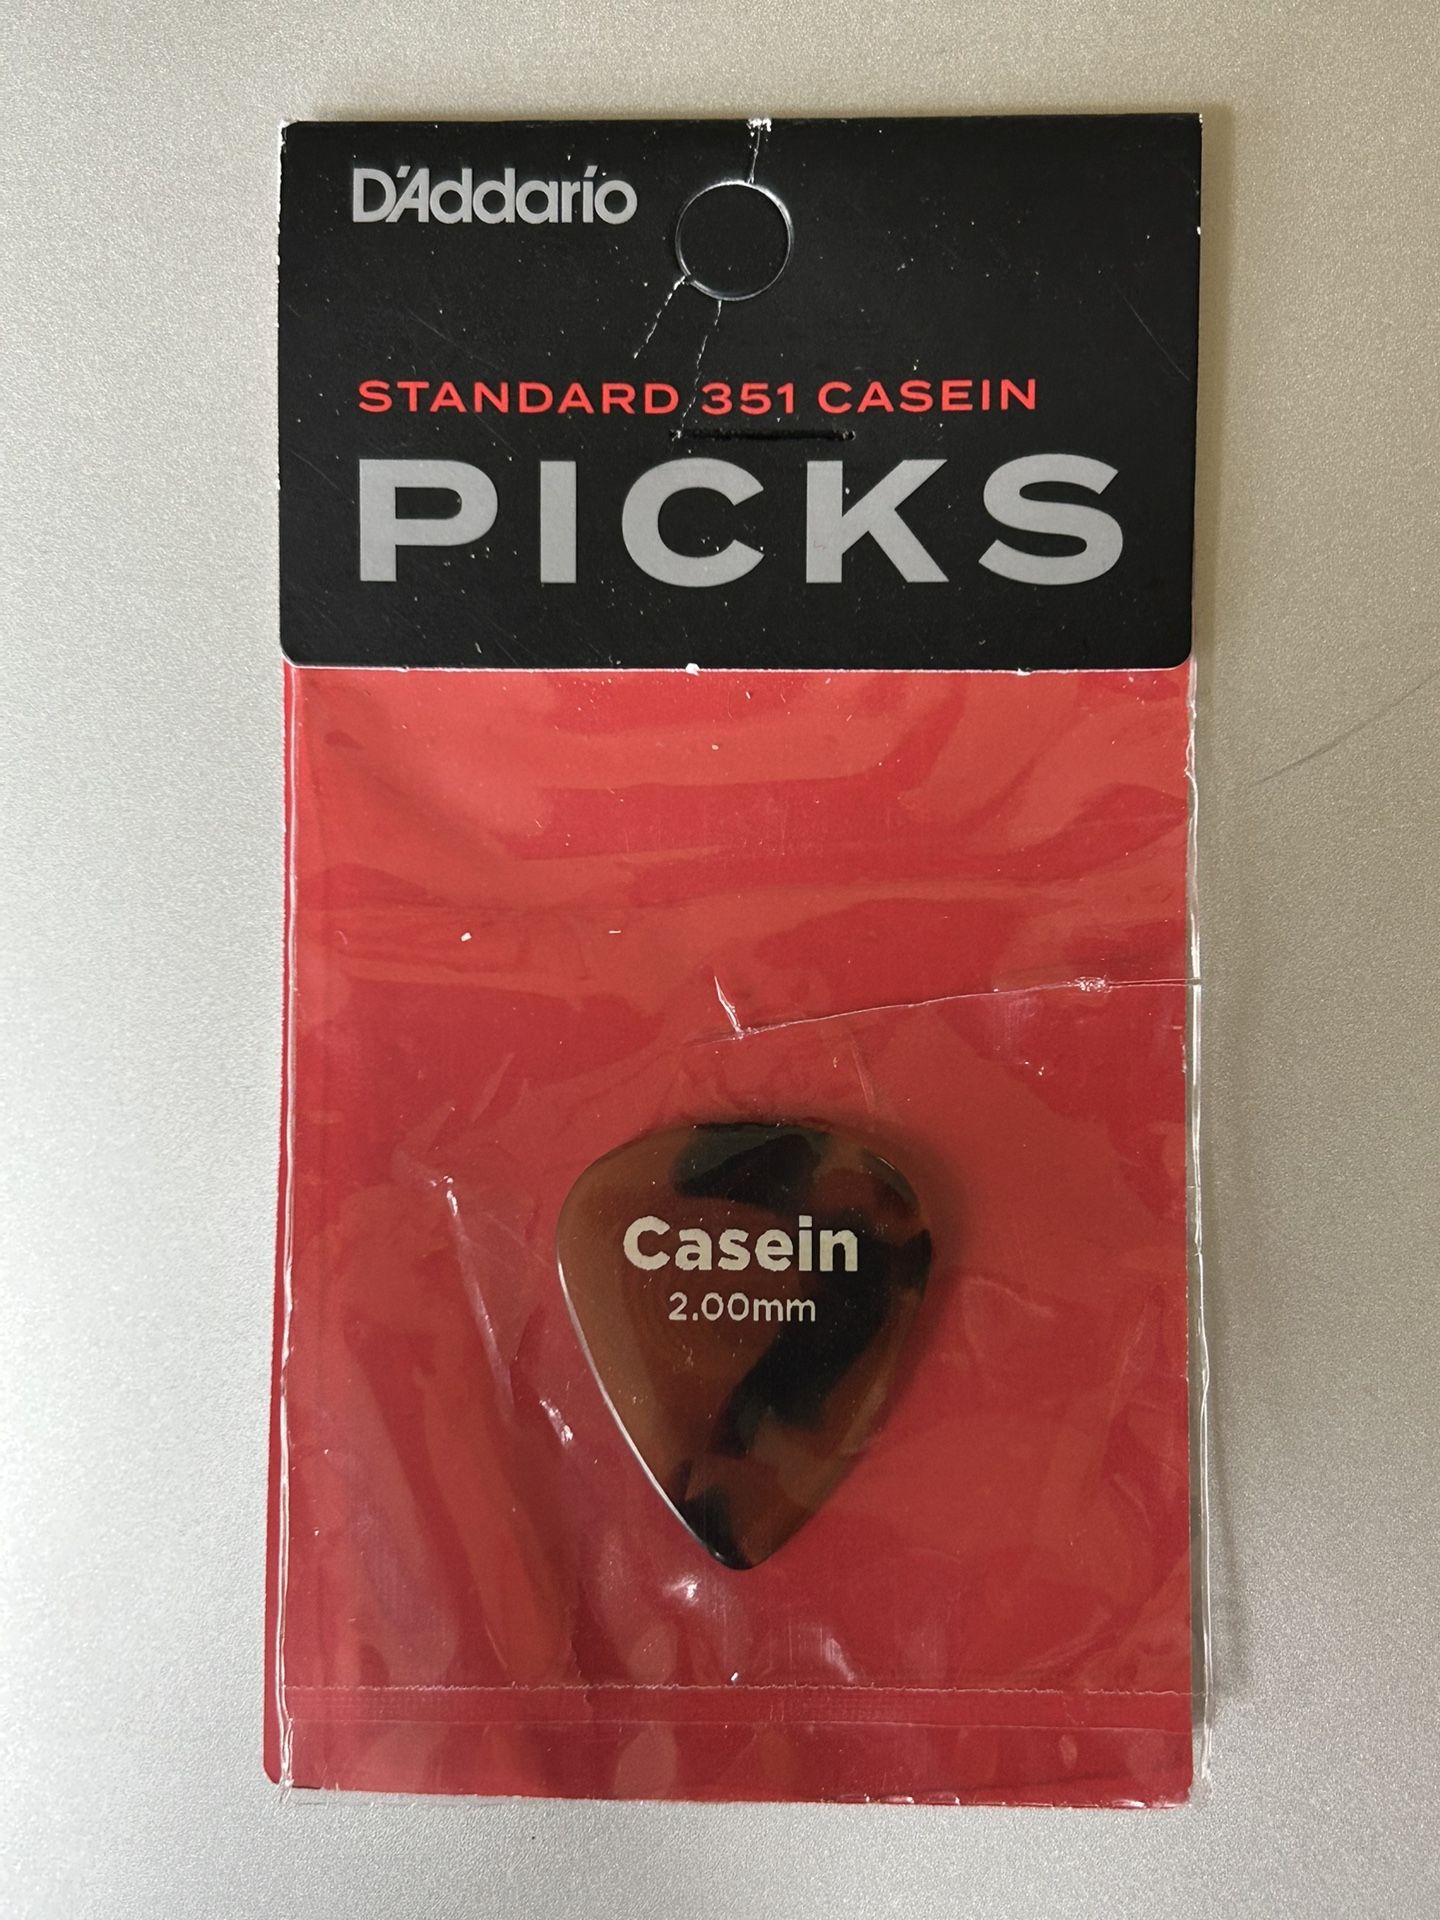 D'Addario
STANDARD 351 CASEIN
PICKS
Casein
2.00mm